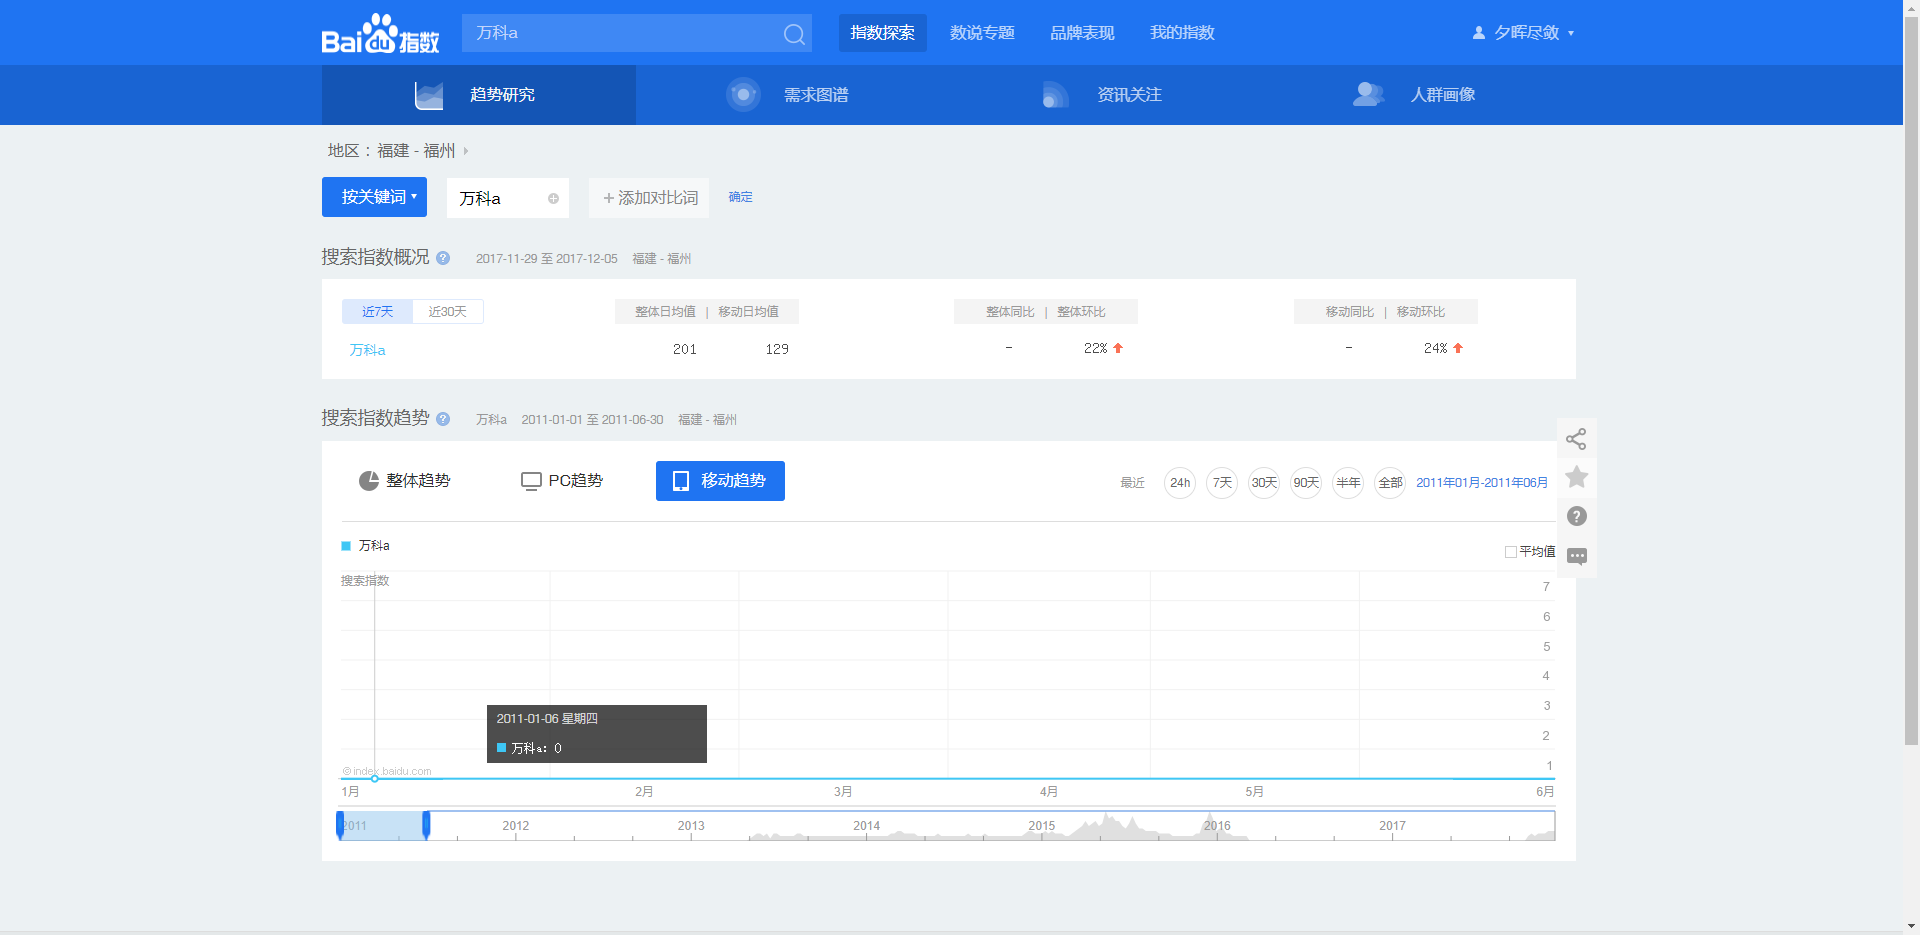 Bai du 指数
万科a
指数探索 数说专题 品牌表现 我的指数
夕晖尽敛
趋势研究 需求图谱 资讯关注 人群画像
地区：福建 - 福州
按关键词 万科a +添加对比词 确定
搜索指数概况 ? 2017-11-29 至 2017-12-05 福建 - 福州
近7天 近30天 整体日均值 | 移动日均值 整体同比 | 整体环比 移动同比 | 移动环比
万科a 201 129 - 22% - 24%
搜索指数趋势 ? 万科a 2011-01-01 至 2011-06-30 福建 - 福州
整体趋势 PC趋势 移动趋势 最近 24h 7天 30天 90天 半年 全部 2011年01月-2011年06月
?
万科a
平均值
搜索指数
7
6
5
4
3
2
1
2011-01-06 星期四
万科a: 0
©index.baidu.com
1月 2月 3月 4月 5月 6月
2011 2012 2013 2014 2015 2016 2017